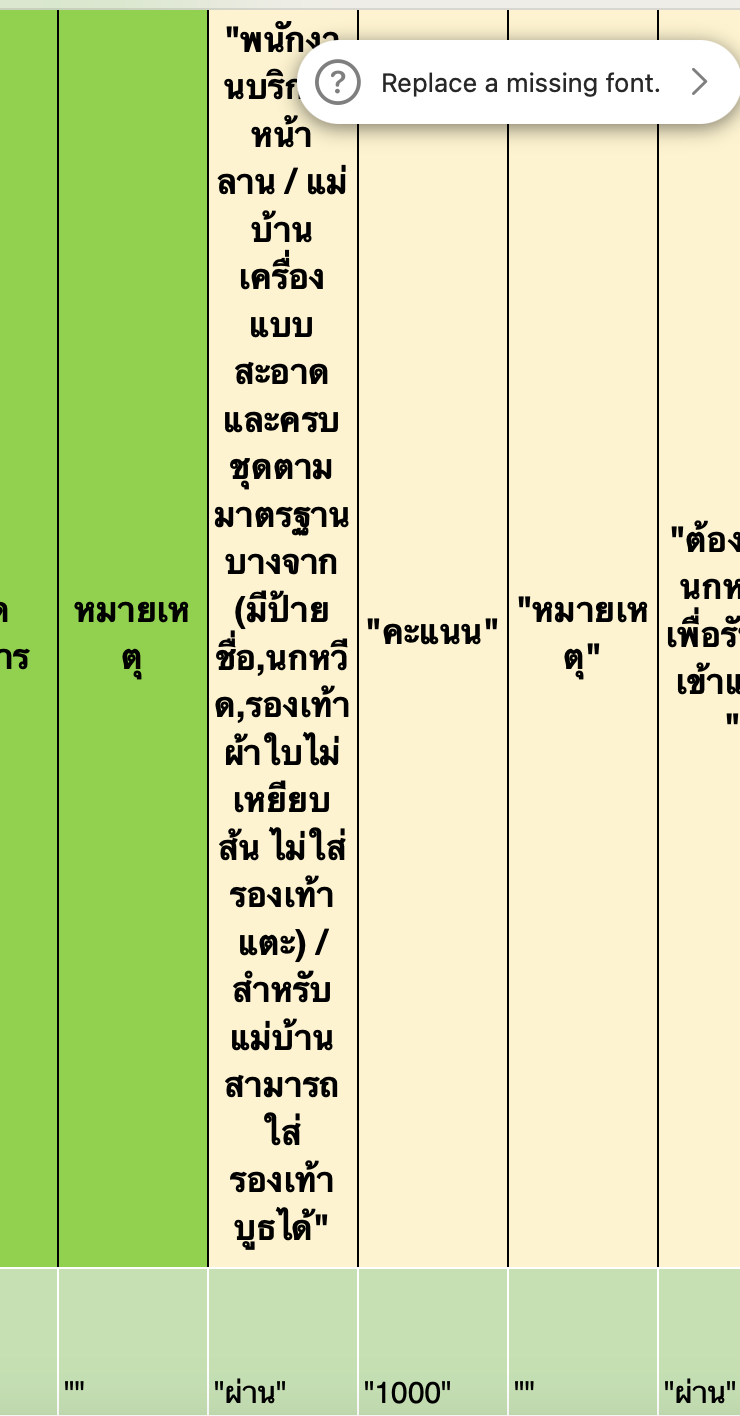 Replace a missing font.
ด
าร
หมายเห
ตุ
"พนักงา
นบริก
หน้า
ลาน / แม่
บ้าน
เครื่อง
แบบ
สะอาด
และครบ
ชุดตาม
มาตรฐาน
บางจาก
(มีป้าย
ชื่อ,นกหวี
ด,รองเท้า
ผ้าใบไม่
เหยียบ
ส้น ไม่ใส่
รองเท้า
แตะ) /
สำหรับ
แม่บ้าน
สามารถ
ใส่
รองเท้า
บูธได้"
"คะแนน"
"หมายเห
ตุ"
"ต้อง
นกห
เพื่อรั
เข้าแ
"
""
"ผ่าน"
"1000"
""
"ผ่าน"